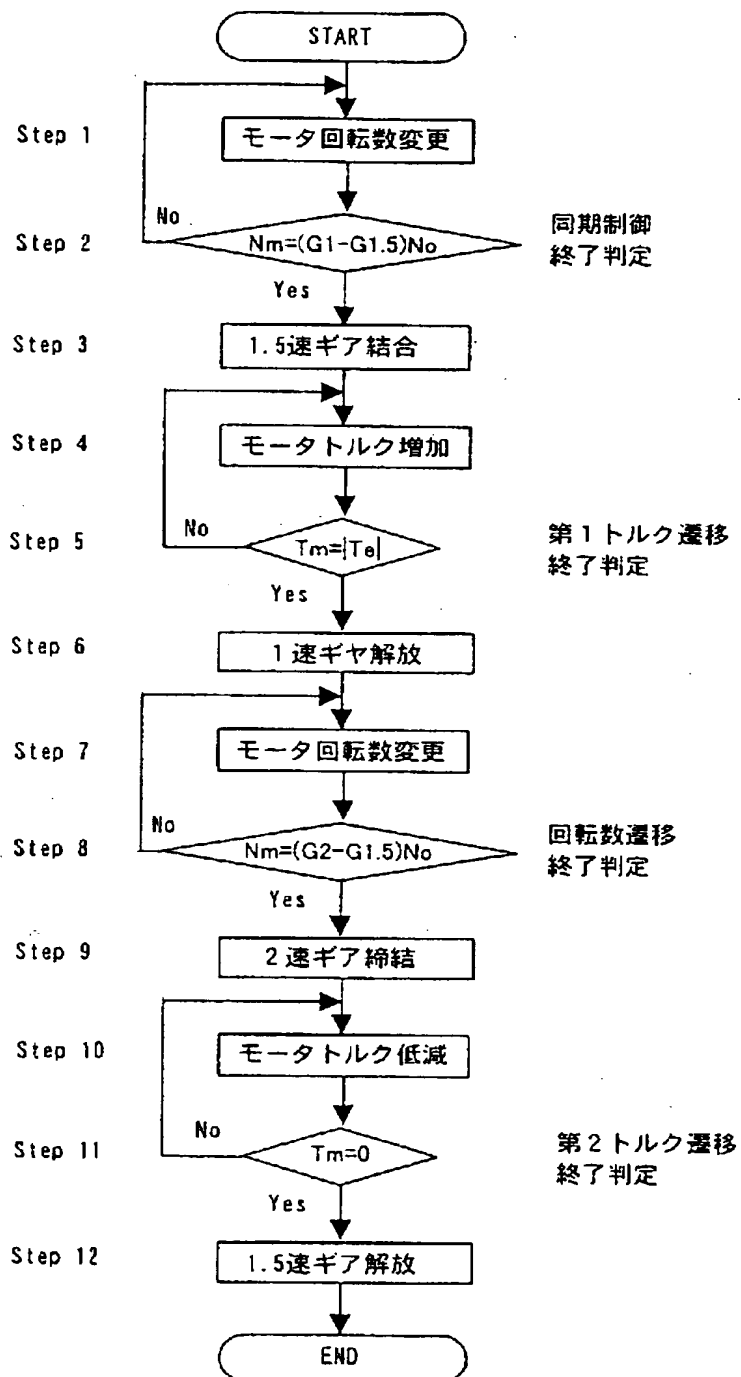 START
Step 1
モータ回転数変更
No
Step 2
Nm=(G1-G1.5)No
同期制御
終了判定
Yes
Step 3
1.5速ギア結合
Step 4
モータトルク増加
No
Step 5
Tm=|Te|
第1トルク遷移
終了判定
Yes
Step 6
1速ギヤ解放
Step 7
モータ回転数変更
No
Step 8
Nm=(G2-G1.5)No
回転数遷移
終了判定
Yes
Step 9
2速ギア締結
Step 10
モータトルク低減
No
Step 11
Tm=0
第2トルク遷移
終了判定
Yes
Step 12
1.5速ギア解放
END